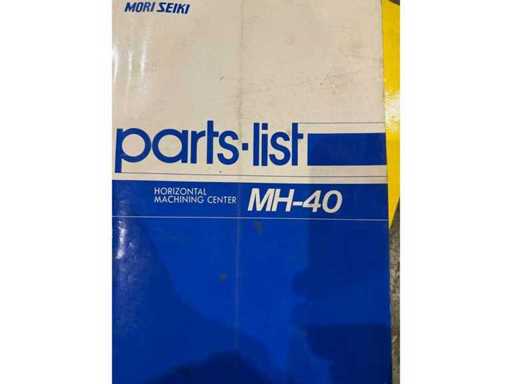 MORI SEIKI
parts·list
HORIZONTAL
MACHINING CENTER MH-40